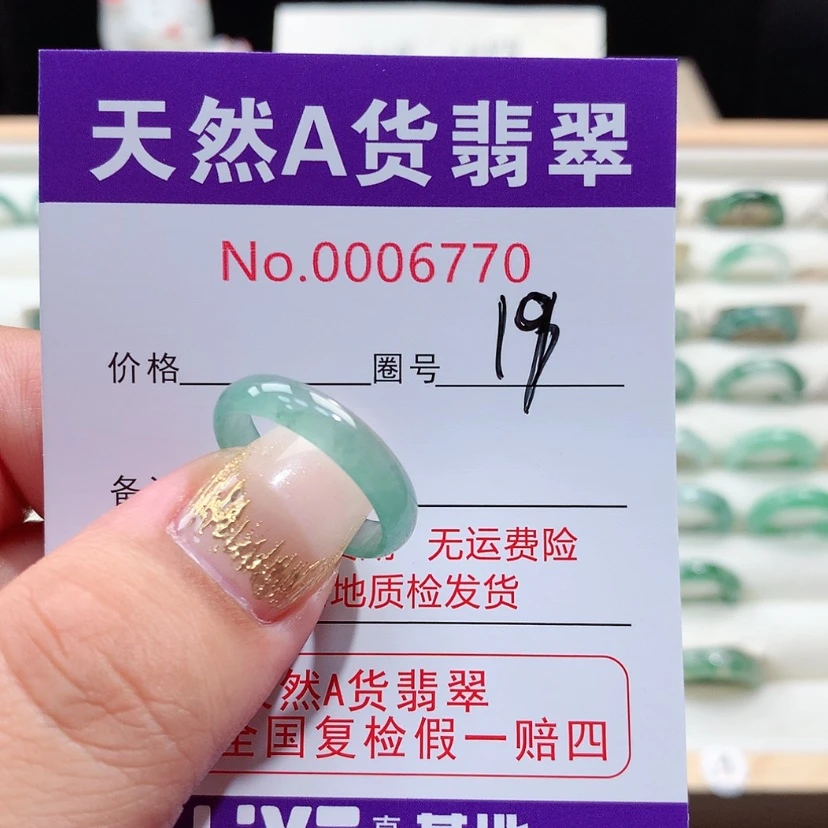 天然A货翡翠
No.0006770
价格 圈号 19
备
无运费险
地质检发货
然A货翡翠
全国复检假一赔四